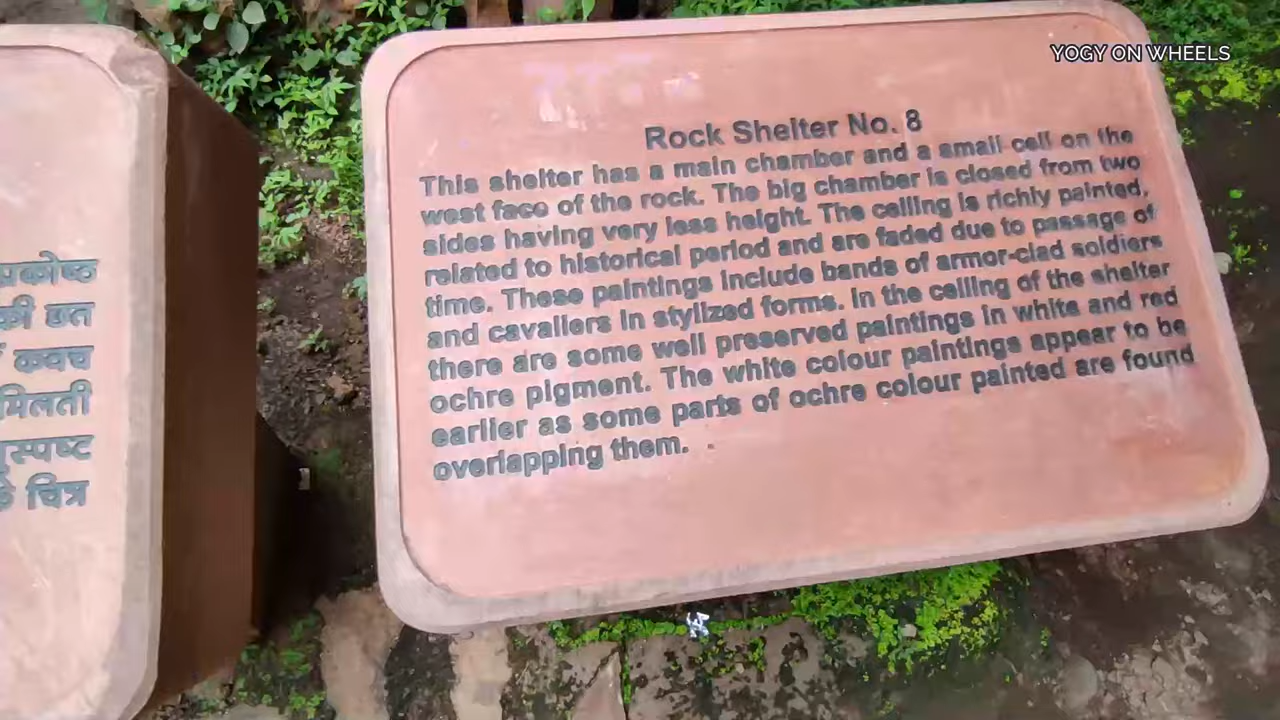 YOGY ON WHEELS
प्रकोष्ठ
की छत
कवच
मिलती
सुस्पष्ट
चित्र
Rock Shelter No. 8
This shelter has a main chamber and a small cell on the
west face of the rock. The big chamber is closed from two
sides having very less height. The ceiling is richly painted,
related to historical period and are faded due to passage of
time. These paintings include bands of armor-clad soldiers
and cavaliers in stylized forms. In the ceiling of the shelter
there are some well preserved paintings in white and red
ochre pigment. The white colour paintings appear to be
earlier as some parts of ochre colour painted are found
overlapping them.